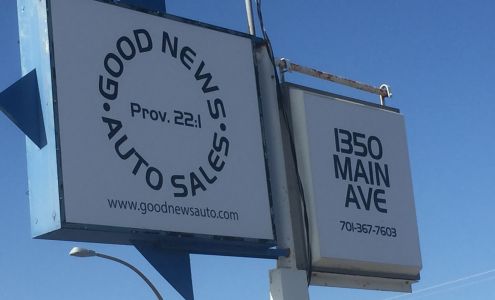 GOOD NEWS
Prov. 22:1
• AUTO SALES •
www.goodnewsauto.com
1350
MAIN
AVE
701-367-7603